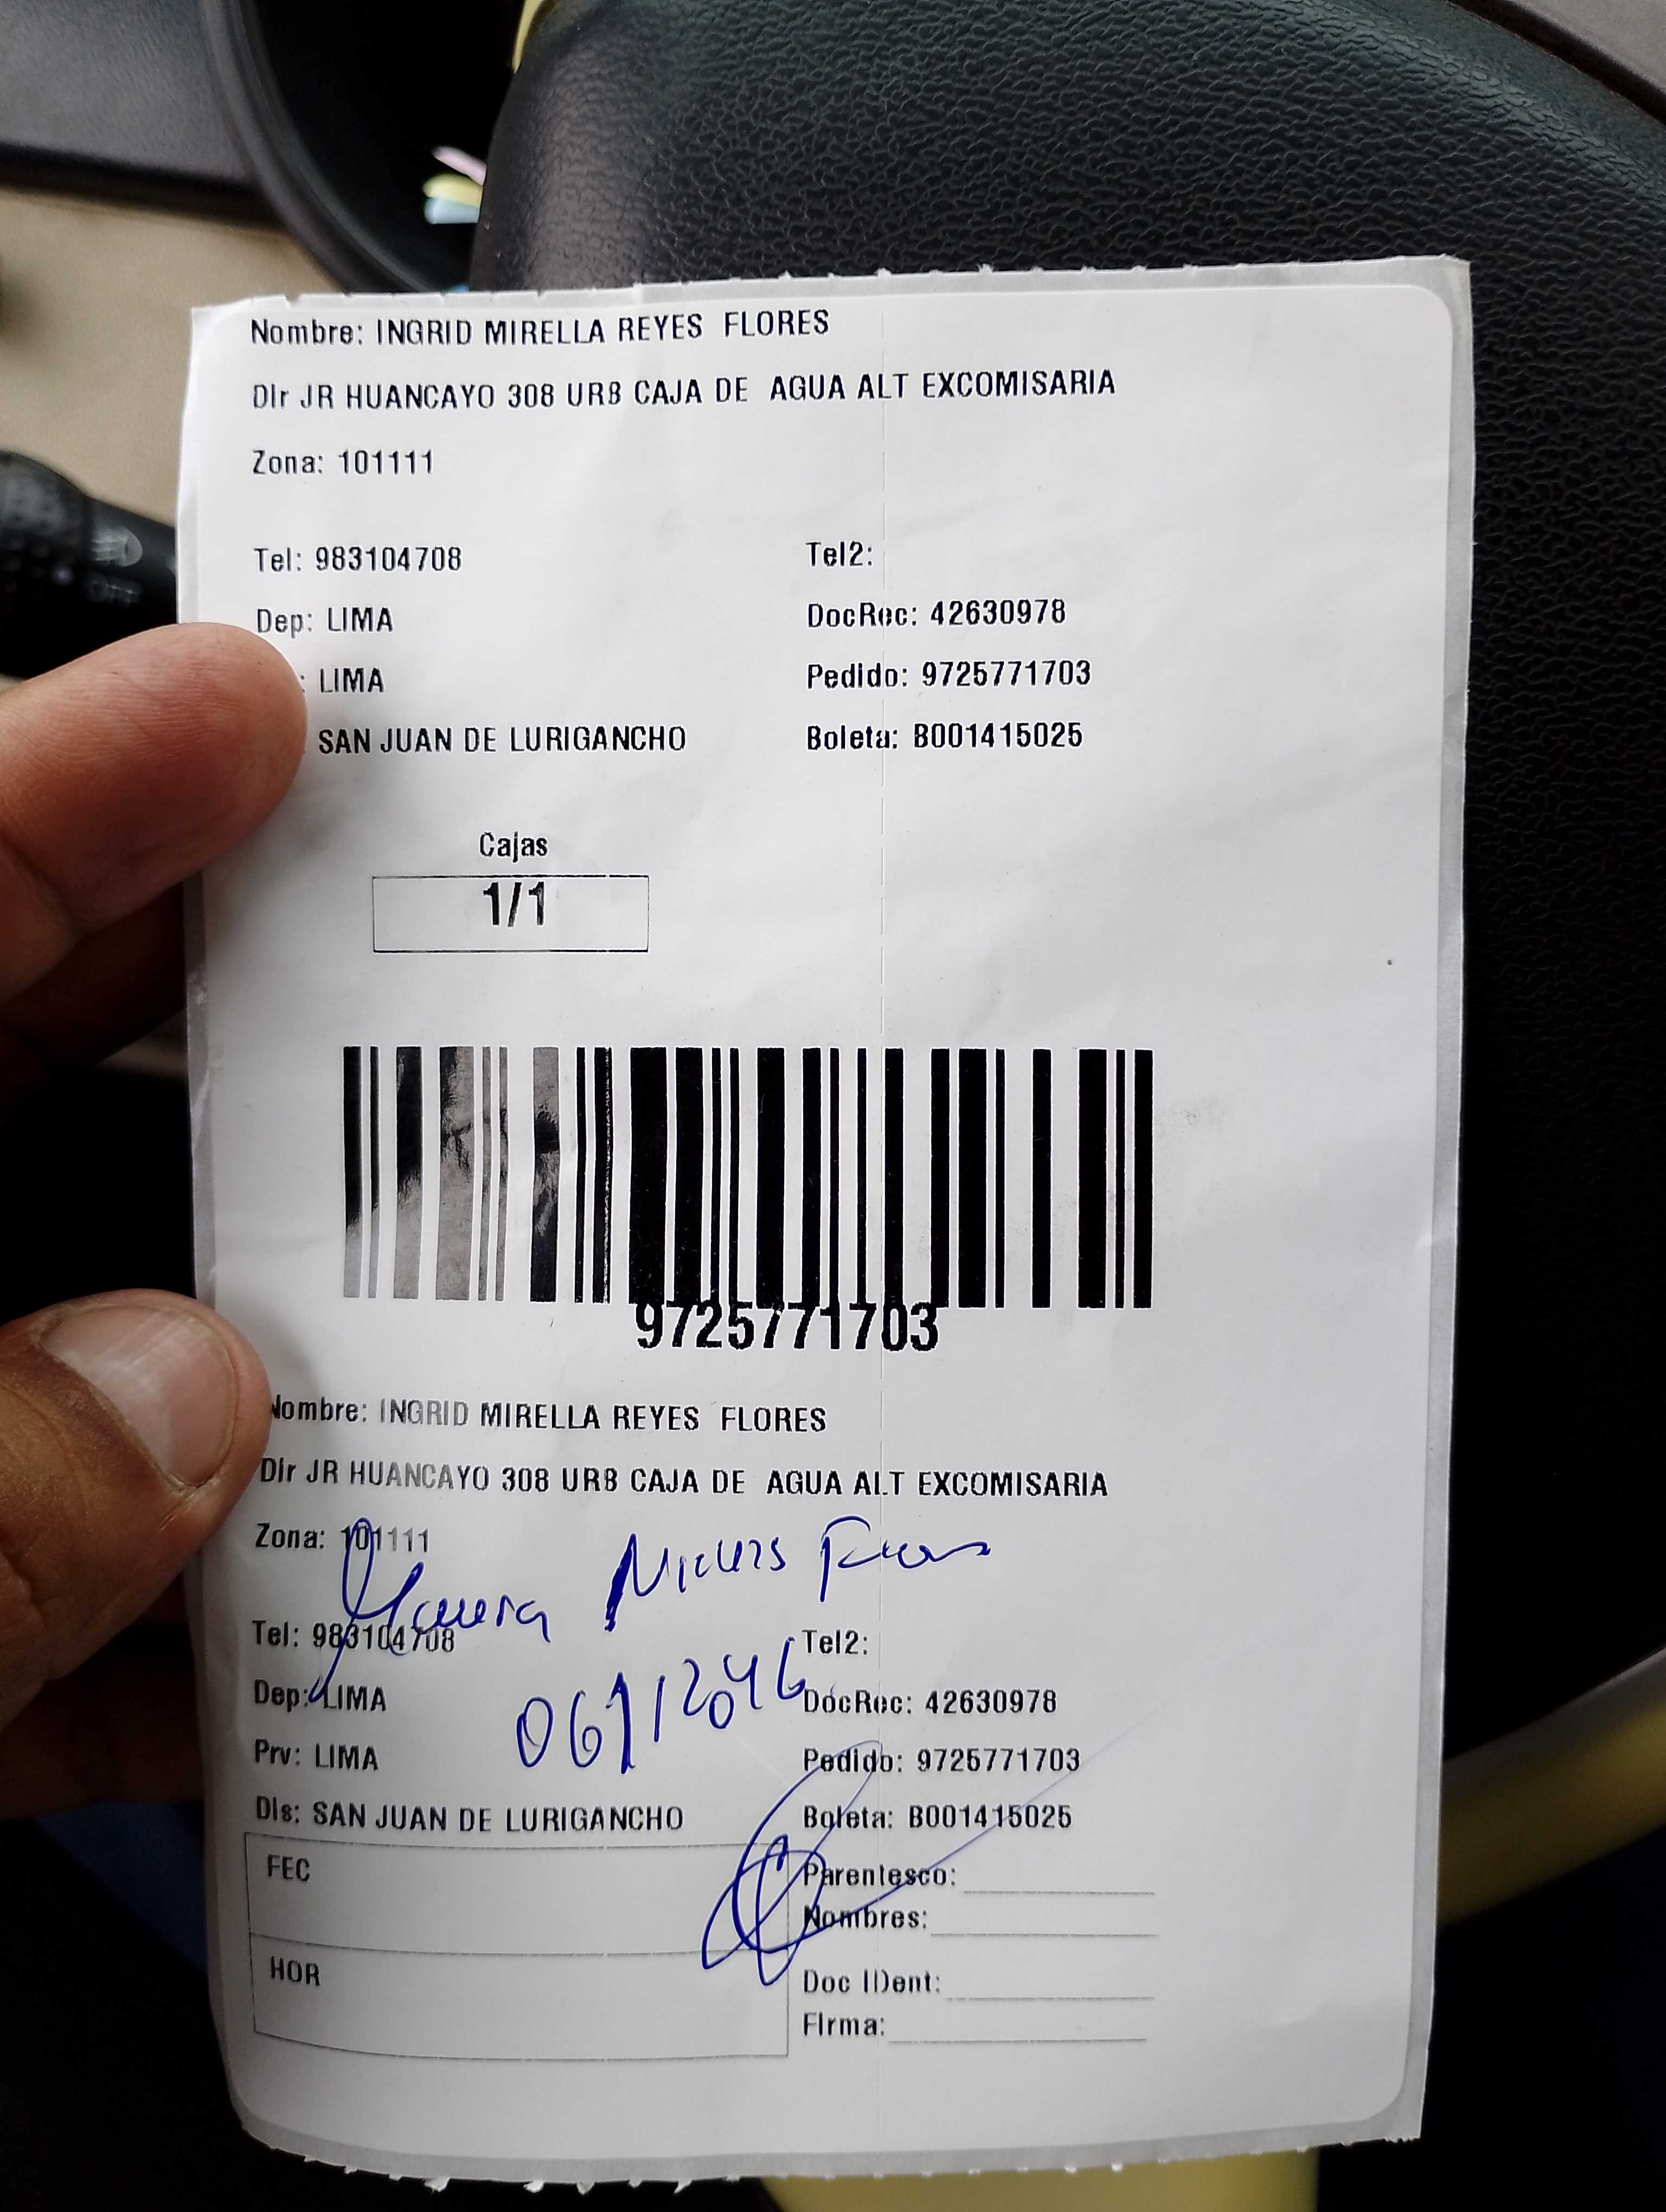 Nombre: INGRID MIRELLA REYES FLORES
Dir JR HUANCAYO 308 URB CAJA DE AGUA ALT EXCOMISARIA
Zona: 101111
Tel: 983104708 Tel2:
Dep: LIMA DocRec: 42630978
: LIMA Pedido: 9725771703
SAN JUAN DE LURIGANCHO Boleta: B001415025
Cajas
1/1
9725771703
Nombre: INGRID MIRELLA REYES FLORES
Dir JR HUANCAYO 308 URB CAJA DE AGUA ALT EXCOMISARIA
Zona: 101111
Tel: 983104708 Tel2:
Dep: LIMA DocRec: 42630978
Prv: LIMA Pedido: 9725771703
Dis: SAN JUAN DE LURIGANCHO Boleta: B001415025
FEC Parentesco:
Nombres:
HOR Doc IDent:
Firma: